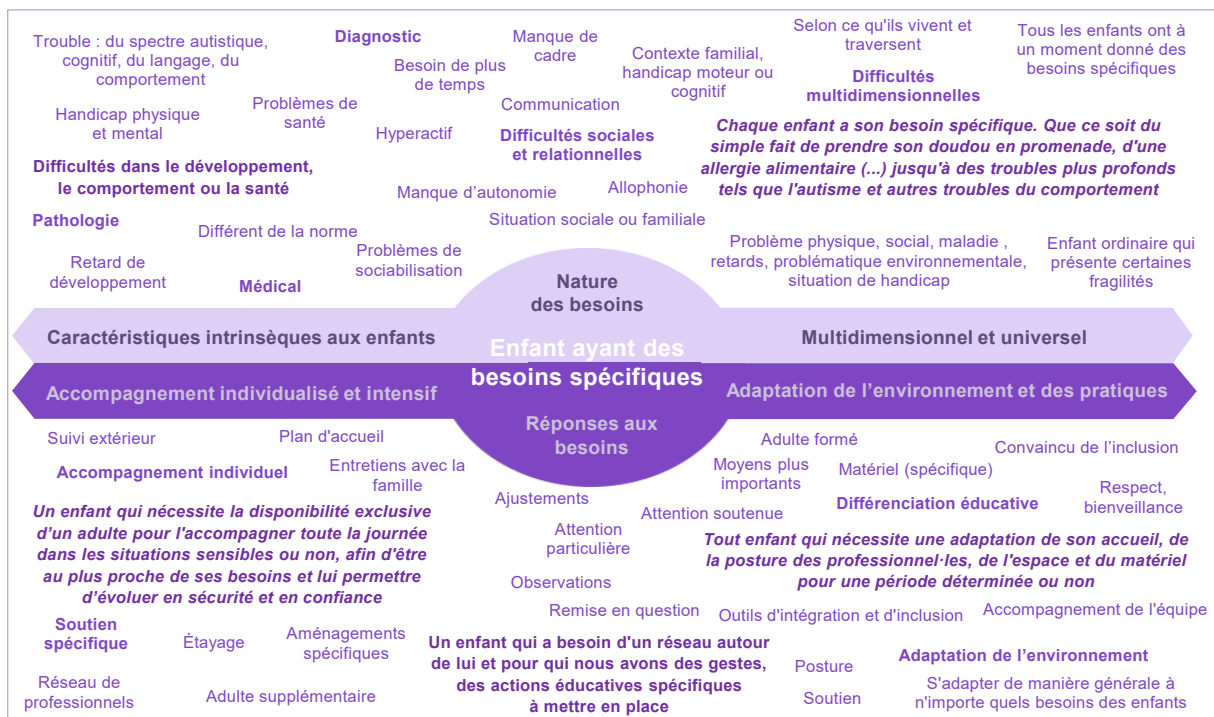 Trouble : du spectre autistique,
cognitif, du langage, du
comportement
Diagnostic
Manque de
cadre
Besoin de plus
de temps
Contexte familial,
handicap moteur ou
cognitif
Selon ce qu'ils vivent et
traversent
Tous les enfants ont à
un moment donné des
besoins spécifiques
Difficultés
multidimensionnelles
Handicap physique
et mental
Problèmes de
santé
Communication
Hyperactif
Difficultés sociales
et relationnelles
Chaque enfant a son besoin spécifique. Que ce soit du
simple fait de prendre son doudou en promenade, d'une
allergie alimentaire (...) jusqu'à des troubles plus profonds
tels que l'autisme et autres troubles du comportement
Difficultés dans le développement,
le comportement ou la santé
Manque d’autonomie
Allophonie
Pathologie
Différent de la norme
Situation sociale ou familiale
Retard de
développement
Médical
Problèmes de
sociabilisation
Problème physique, social, maladie ,
retards, problématique environnementale,
situation de handicap
Enfant ordinaire qui
présente certaines
fragilités
Nature
des besoins
Caractéristiques intrinsèques aux enfants
Multidimensionnel et universel
Enfant ayant des
besoins spécifiques
Accompagnement individualisé et intensif
Adaptation de l’environnement et des pratiques
Réponses aux
besoins
Suivi extérieur
Plan d'accueil
Accompagnement individuel
Entretiens avec la
famille
Adulte formé
Convaincu de l’inclusion
Moyens plus
importants
Matériel (spécifique)
Ajustements
Différenciation éducative
Respect,
bienveillance
Attention soutenue
Un enfant qui nécessite la disponibilité exclusive
d’un adulte pour l'accompagner toute la journée
dans les situations sensibles ou non, afin d'être
au plus proche de ses besoins et lui permettre
d’évoluer en sécurité et en confiance
Attention
particulière
Tout enfant qui nécessite une adaptation de son accueil, de
la posture des professionnel·les, de l'espace et du matériel
pour une période déterminée ou non
Observations
Remise en question
Outils d'intégration et d'inclusion
Accompagnement de l'équipe
Soutien
spécifique
Étayage
Aménagements
spécifiques
Un enfant qui a besoin d'un réseau autour
de lui et pour qui nous avons des gestes,
des actions éducatives spécifiques
à mettre en place
Posture
Adaptation de l’environnement
Réseau de
professionnels
Adulte supplémentaire
Soutien
S'adapter de manière générale à
n'importe quels besoins des enfants